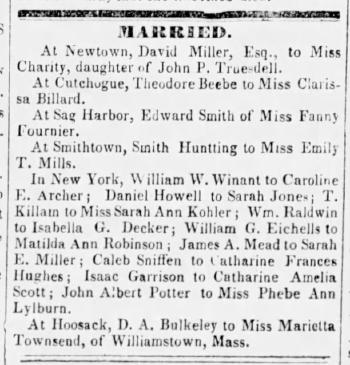 MARRIED.
At Newtown, David Miller, Esq., to Miss
Charity, daughter of John P. Truesdell.
At Cutchogue, Theodore Beebe to Miss Claris-
sa Billard.
At Sag Harbor, Edward Smith of Miss Fanny
Fournier.
At Smithtown, Smith Hunting to Miss Emily
T. Mills.
In New York, William W. Winant to Caroline
E. Archer; Daniel Howell to Sarah Jones; T.
Killam to Miss Sarah Ann Kohler; Wm. Raldwin
to Isabella G. Decker; William G. Eichells to
Matilda Ann Robinson; James A. Mead to Sarah
E. Miller; Caleb Sniffen to Catharine Frances
Hughes; Isaac Garrison to Catharine Amelia
Scott; John Albert Potter to Miss Phebe Ann
Lylburn.
At Hoosack, D. A. Bulkeley to Miss Marietta
Townsend, of Williamstown, Mass.